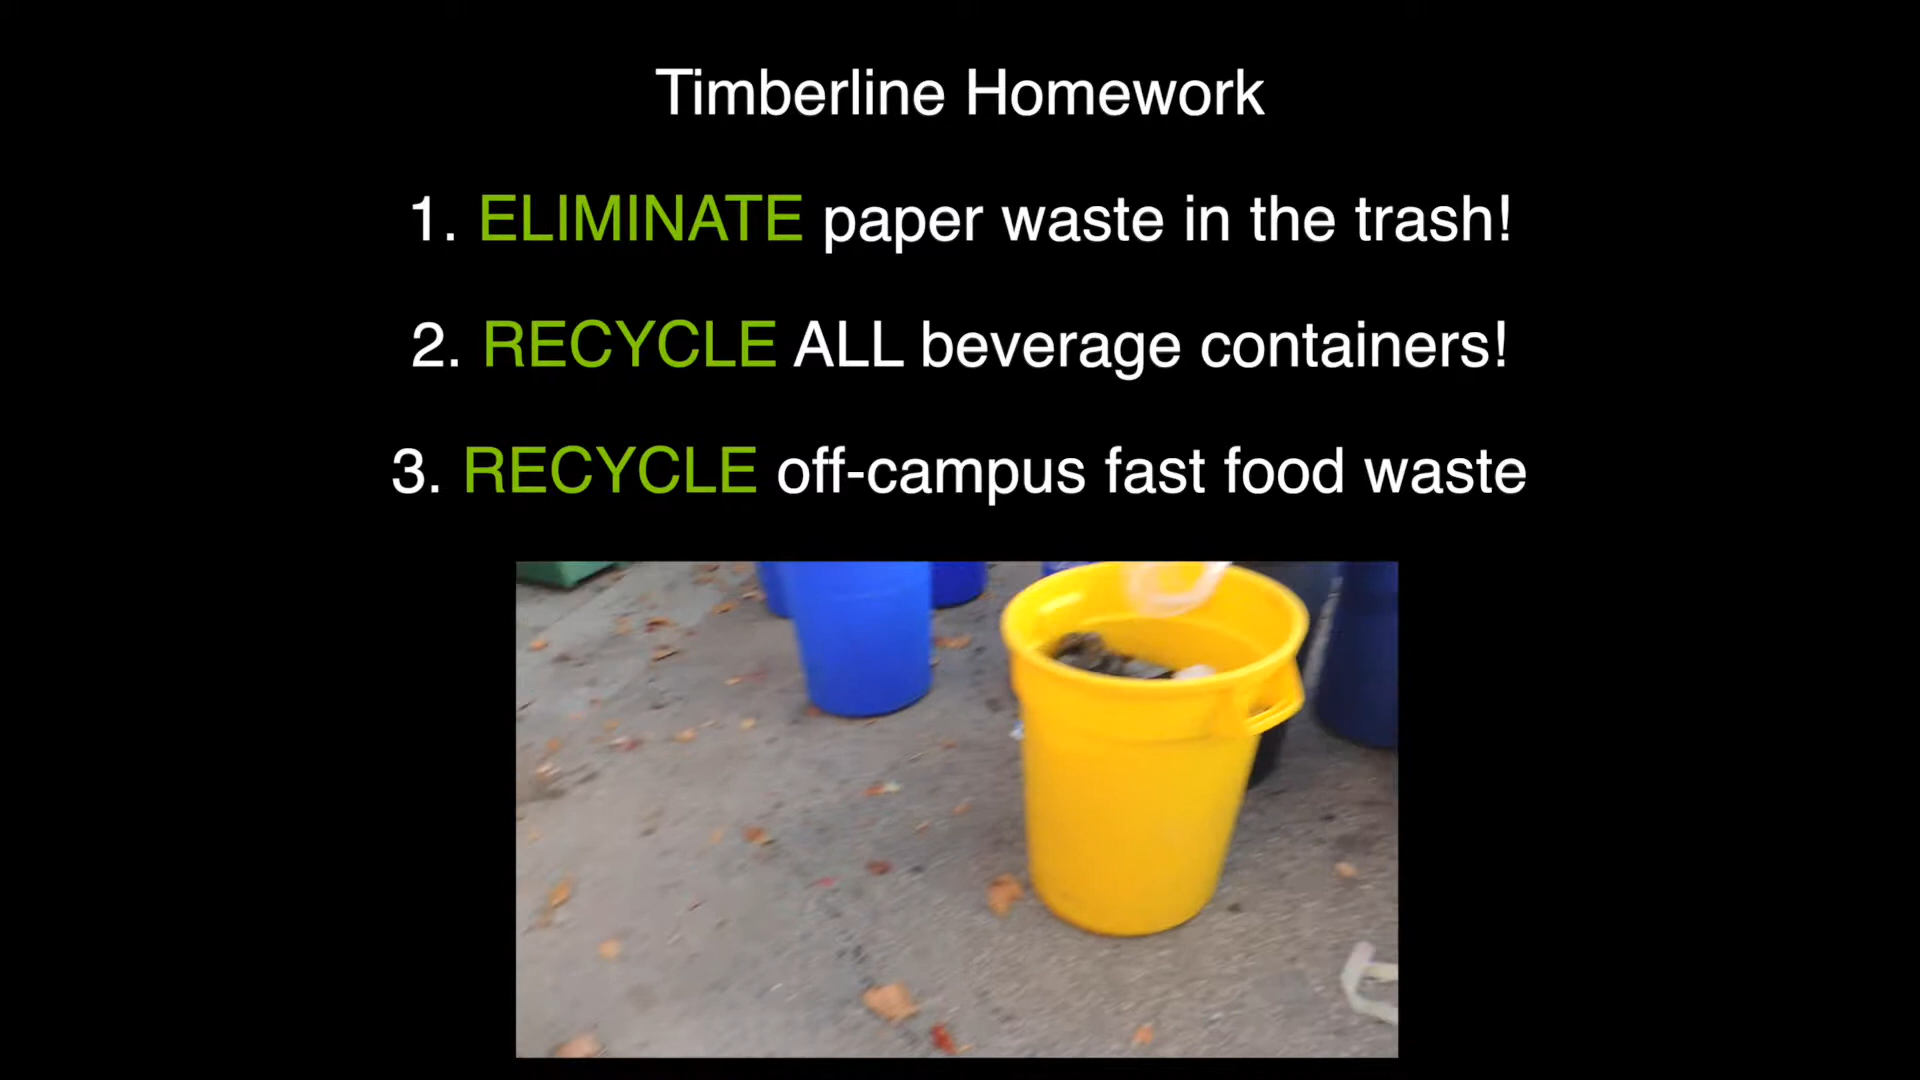 Timberline Homework
1. ELIMINATE paper waste in the trash!
2. RECYCLE ALL beverage containers!
3. RECYCLE off-campus fast food waste